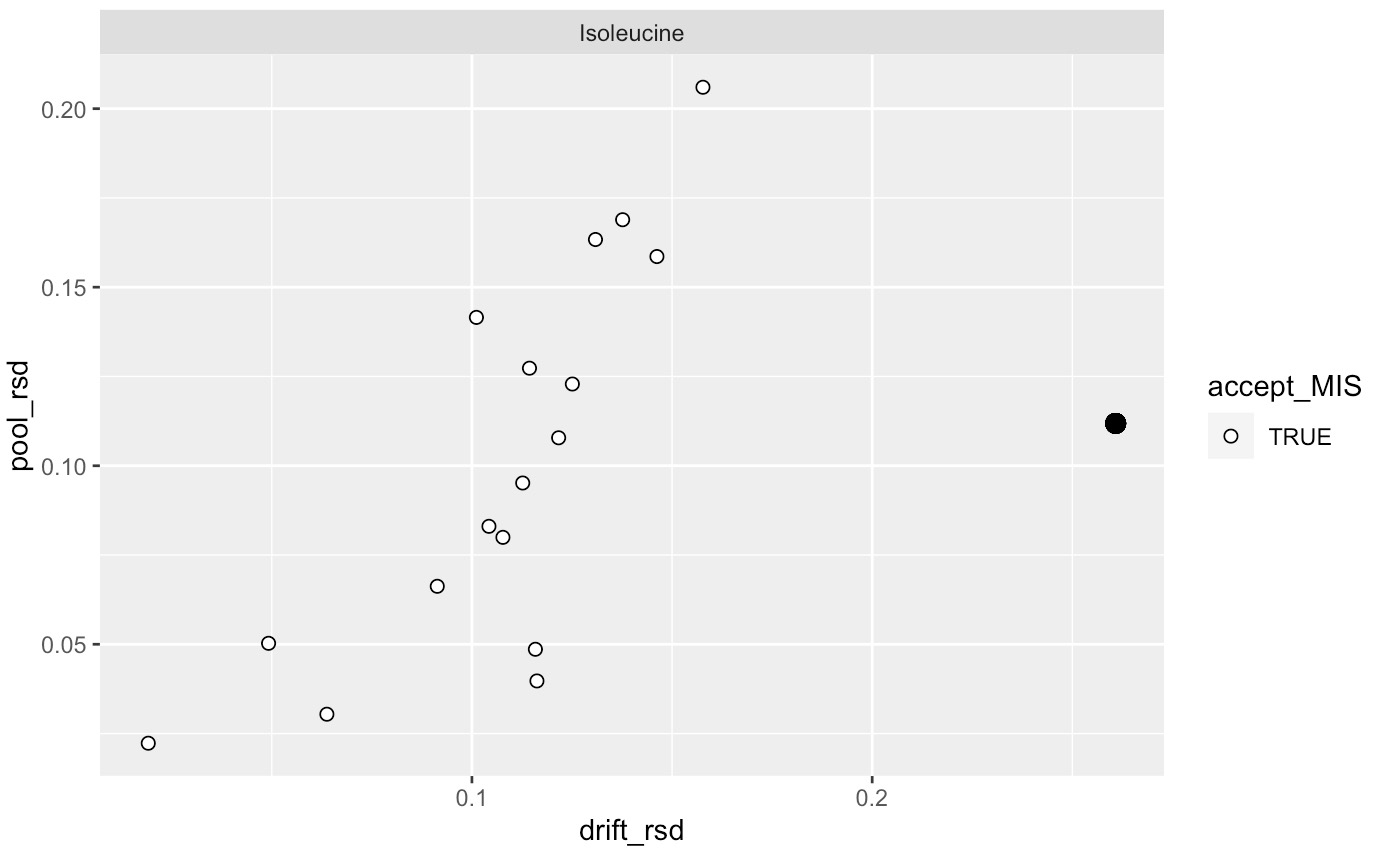 Isoleucine
0.20
0.15
0.10
0.05
pool_rsd
0.1
0.2
drift_rsd
accept_MIS
TRUE